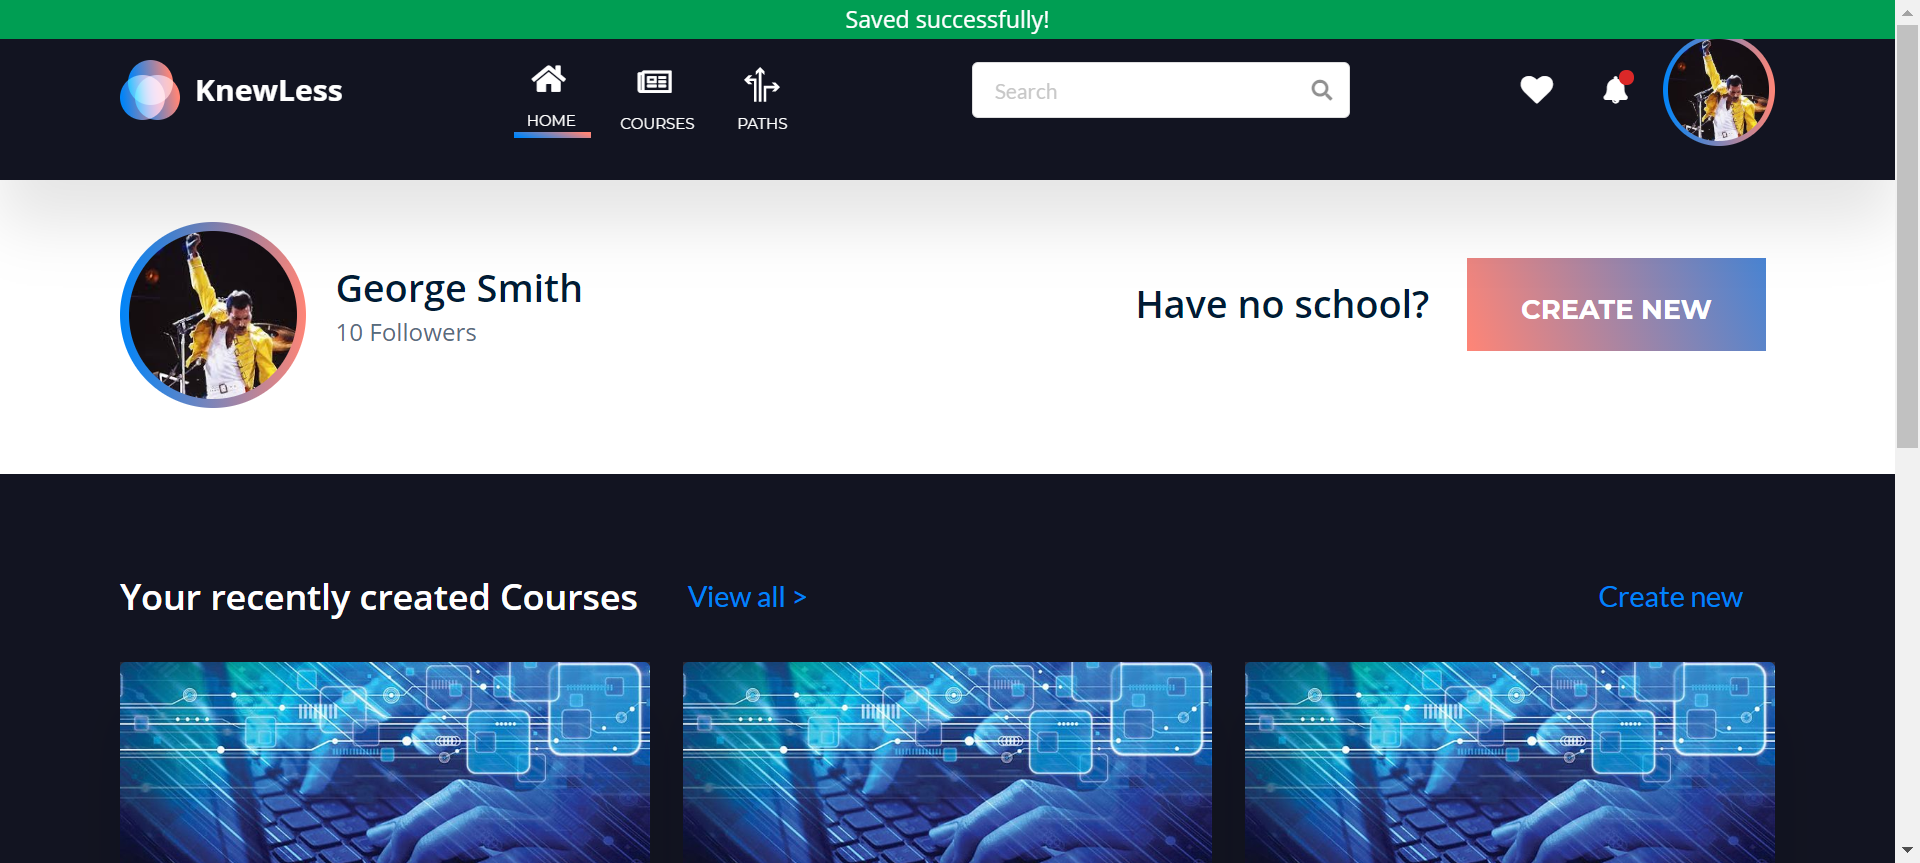 Saved successfully!
KnewLess
HOME
COURSES
PATHS
Search
George Smith
10 Followers
Have no school?
CREATE NEW
Your recently created Courses
View all >
Create new